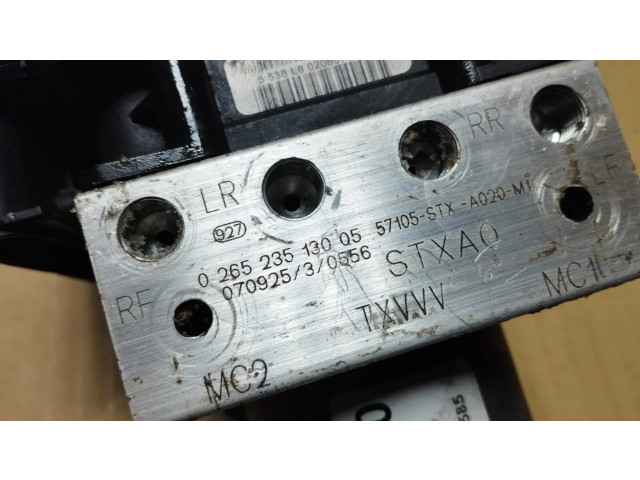 LR
RR
LF
927
0 265 235 130 05 57105-STX-A020-M1
070925/3/0556
STXA0
RF
MC1
TXVVV
MC2
0